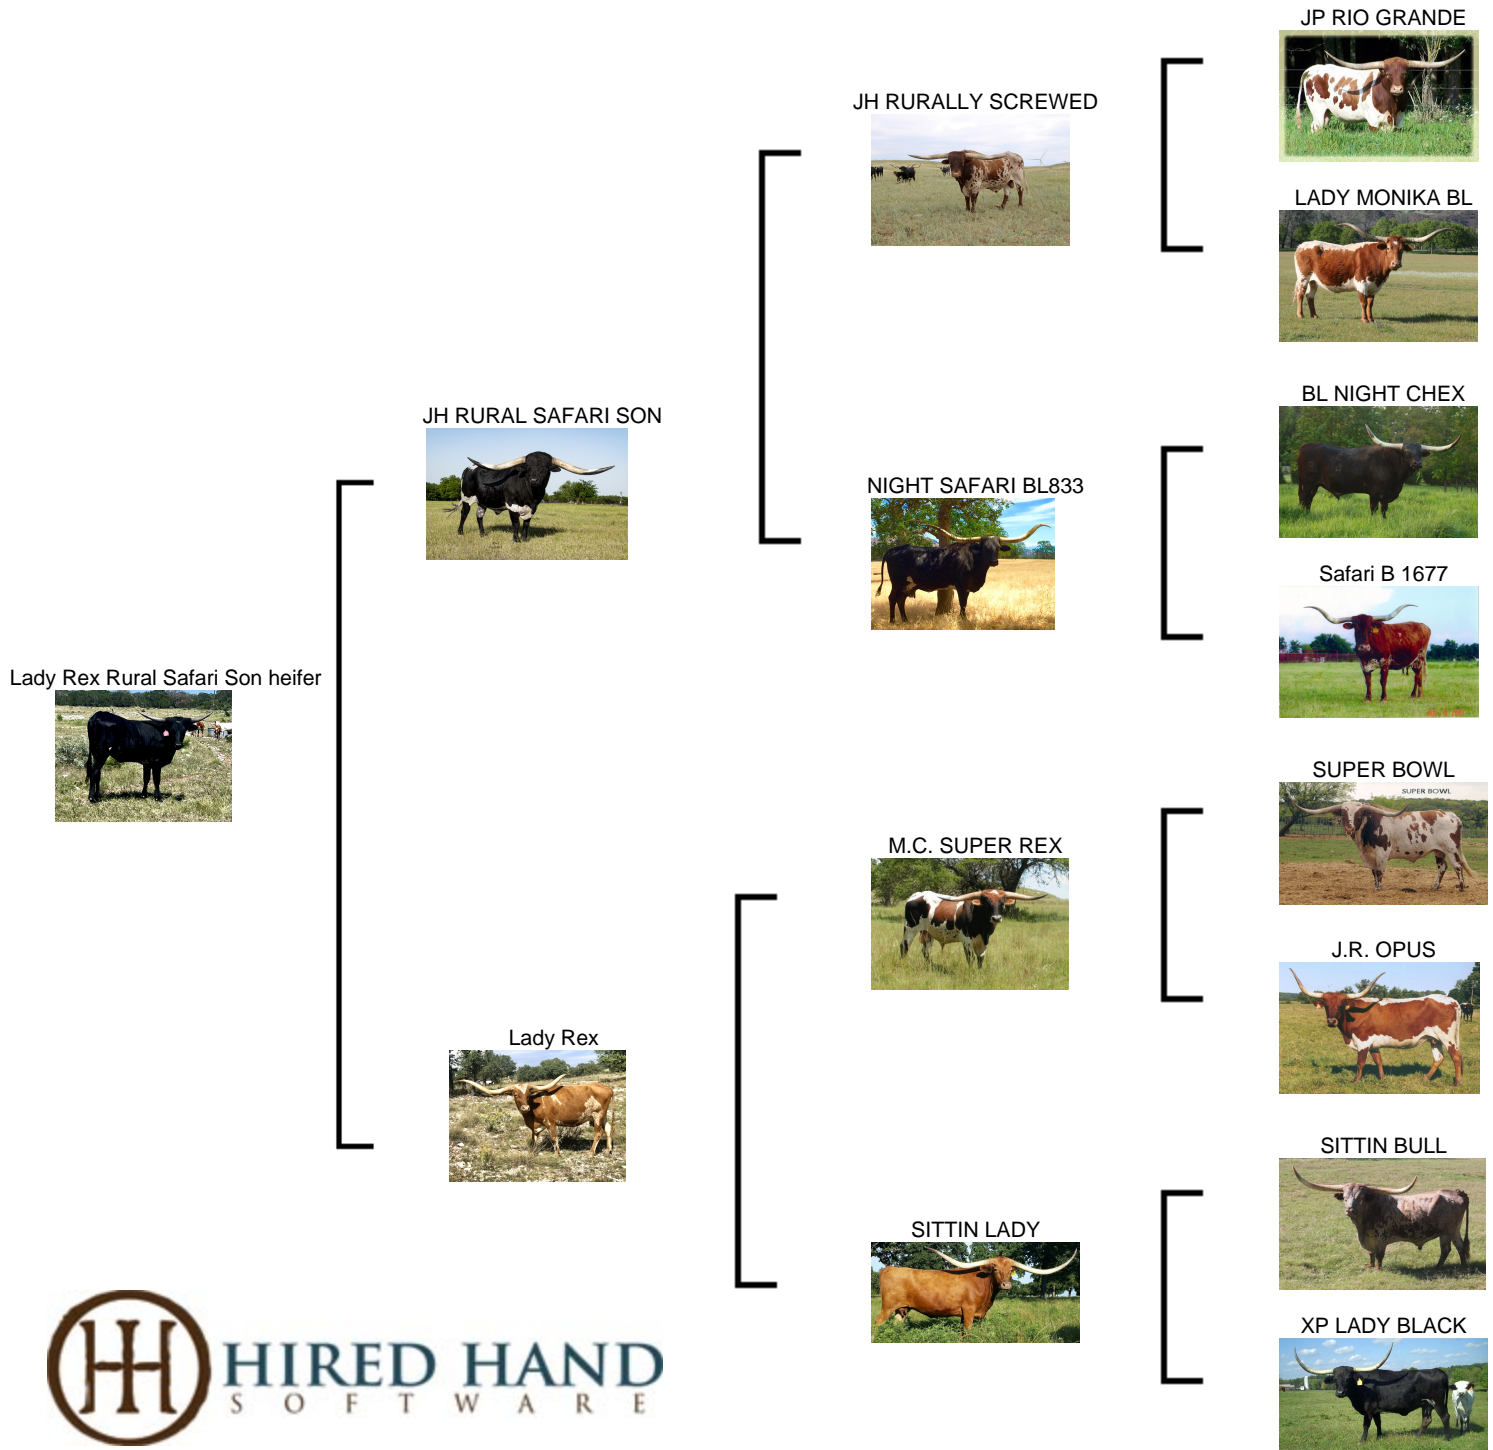 JP RIO GRANDE
JH RURALLY SCREWED
LADY MONIKA BL
BL NIGHT CHEX
JH RURAL SAFARI SON
NIGHT SAFARI BL833
Safari B 1677
Lady Rex Rural Safari Son heifer
SUPER BOWL
SUPER BOWL
M.C. SUPER REX
J.R. OPUS
Lady Rex
SITTIN BULL
SITTIN LADY
XP LADY BLACK
HIRED HAND
SOFTWARE